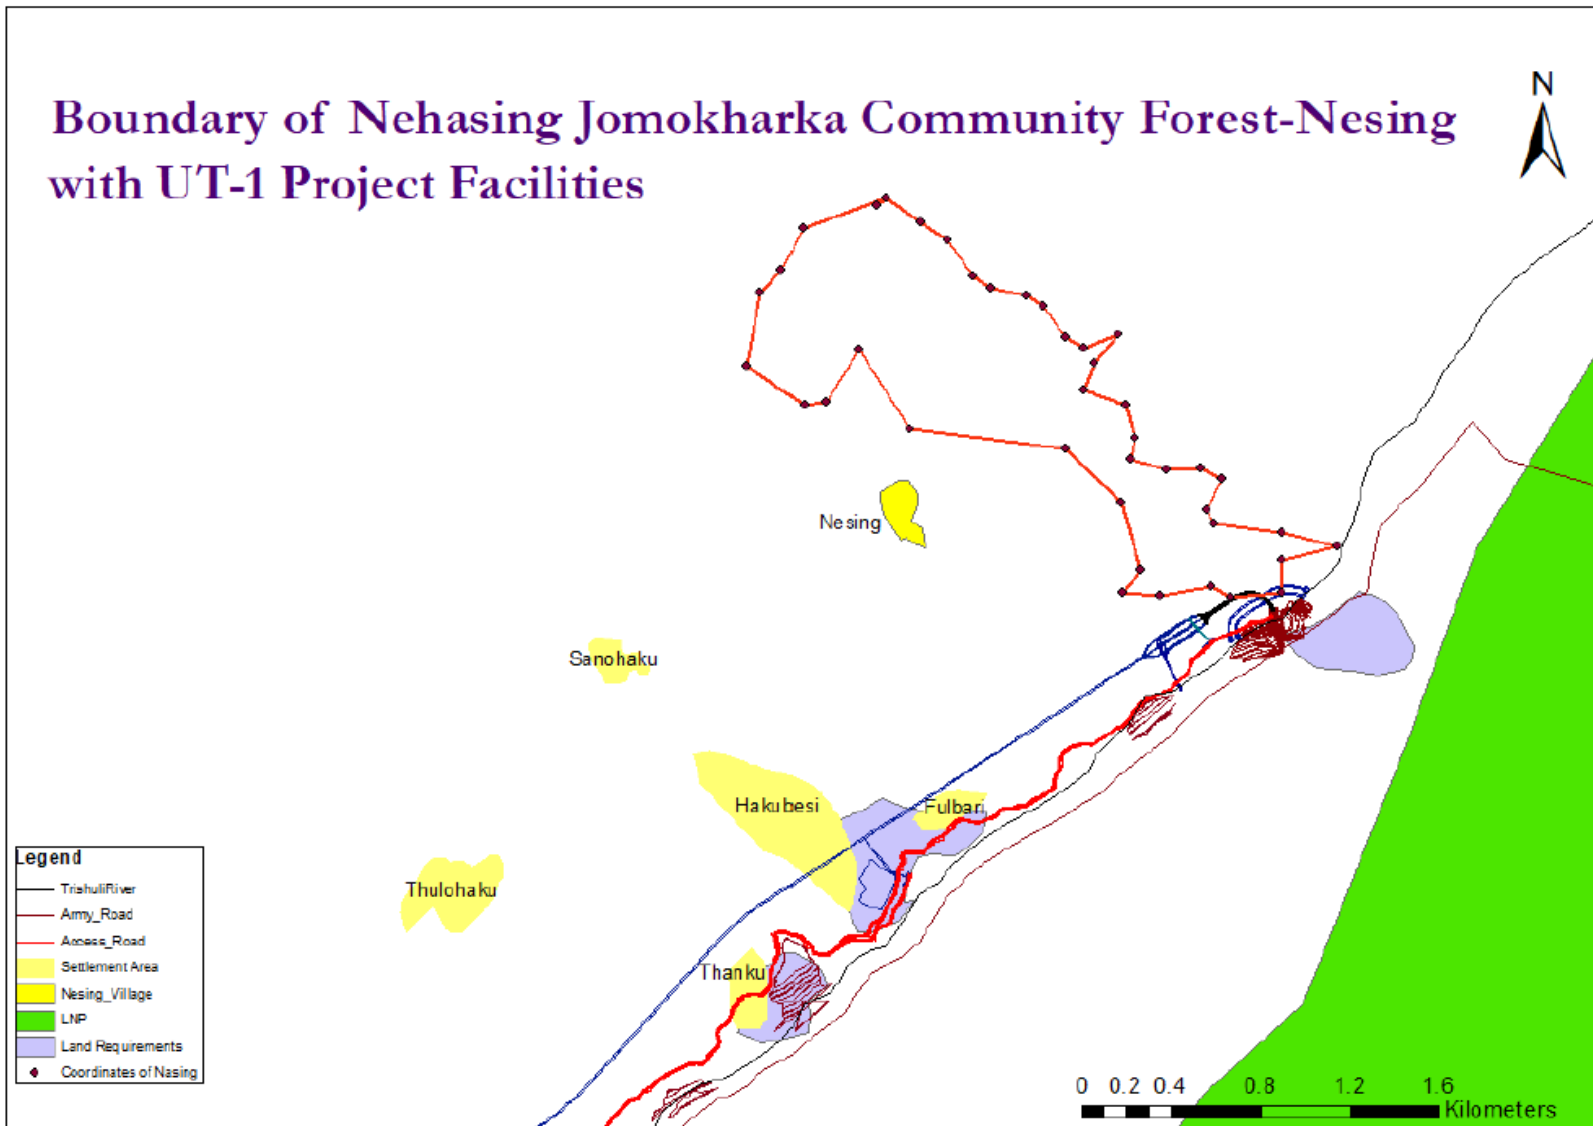 Boundary of Nehasing Jomokharka Community Forest-Nesing
with UT-1 Project Facilities
N
Nesing
Sanohaku
Hakubesi
Fulbari
Thulohaku
Thanku
Legend
TrishuliRiver
Army_Road
Access_Road
Settlement Area
Nesing_Village
LNP
Land Requirements
Coordinates of Nasing
0 0.2 0.4 0.8 1.2 1.6
Kilometers